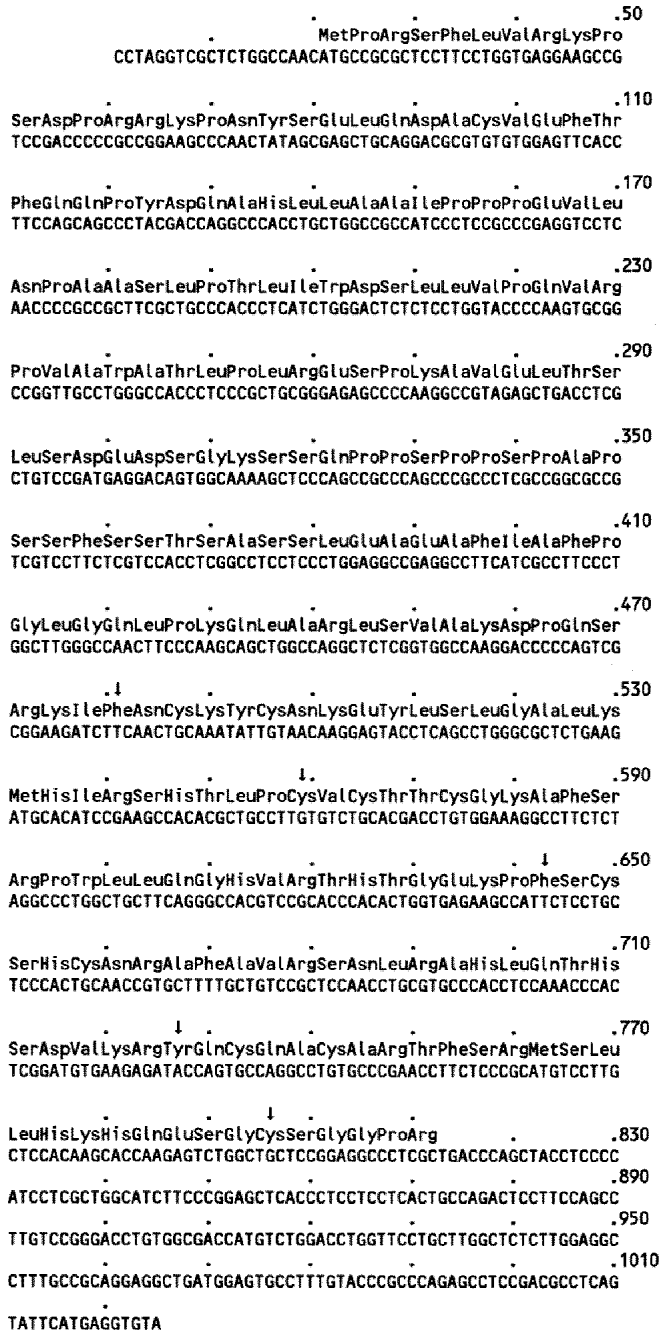 .50
MetProArgSerPheLeuValArgLysPro
CCTAGGTCGCTCTGGCCAACATGCCGCGCTCCTTCCTGGTGAGGAAGCCG
.110
SerAspProArgArgLysProAsnTyrSerGluLeuGlnAspAlaCysValGluPheThr
TCCGACCCCCGCCGGAAGCCCAACTATAGCGAGCTGCAGGACGCGTGTGTGGAGTTCACC
.170
PheGlnGlnProTyrAspGlnAlaHisLeuLeuAlaAlaIleProProProGluValLeu
TTCCAGCAGCCCTACGACCAGGCCCACCTGCTGGCCGCCATCCCTCCGCCCGAGGTCCTC
.230
AsnProAlaAlaSerLeuProThrLeuIleTrpAspSerLeuLeuValProGlnValArg
AACCCCGCCGCTTCGCTGCCCACCCTCATCTGGGACTCTCTCCTGGTACCCCAAGTGCGG
.290
ProValAlaTrpAlaThrLeuProLeuArgGluSerProLysAlaValGluLeuThrSer
CCGGTTGCCTGGGCCACCCTCCCGCTGCGGGAGAGCCCCAAGGCCGTAGAGCTGACCTCG
.350
LeuSerAspGluAspSerGlyLysSerSerGlnProProSerProProSerProAlaPro
CTGTCCGATGAGGACAGTGGCAAAAGCTCCCAGCCGCCCAGCCCGCCCTCGCCGGCGCCG
.410
SerSerPheSerSerThrSerAlaSerSerLeuGluAlaGluAlaPheIleAlaPhePro
TCGTCCTTCTCGTCCACCTCGGCCTCCTCCCTGGAGGCCGAGGCCTTCATCGCCTTCCCT
.470
GlyLeuGlyGlnLeuProLysGlnLeuAlaArgLeuSerValAlaLysAspProGlnSer
GGCTTGGGCCAACTTCCCAAGCAGCTGGCCAGGCTCTCGGTGGCCAAGGACCCCCAGTCG
.530
ArgLysIlePheAsnCysLysTyrCysAsnLysGluTyrLeuSerLeuGlyAlaLeuLys
CGGAAGATCTTCAACTGCAAATATTGTAACAAGGAGTACCTCAGCCTGGGCGCTCTGAAG
.590
MetHisIleArgSerHisThrLeuProCysValCysThrThrCysGlyLysAlaPheSer
ATGCACATCCGAAGCCACACGCTGCCTTGTGTCTGCACGACCTGTGGAAAGGCCTTCTCT
.650
ArgProTrpLeuLeuGlnGlyHisValArgThrHisThrGlyGluLysProPheSerCys
AGGCCCTGGCTGCTTCAGGGCCACGTCCGCACCCACACTGGTGAGAAGCCATTCTCCTGC
.710
SerHisCysAsnArgAlaPheAlaValArgSerAsnLeuArgAlaHisLeuGlnThrHis
TCCCACTGCAACCGTGCTTTTGCTGTCCGCTCCAACCTGCGTGCCCACCTCCAAACCCAC
.770
SerAspValLysArgTyrGlnCysGlnAlaCysAlaArgThrPheSerArgMetSerLeu
TCGGATGTGAAGAGATACCAGTGCCAGGCCTGTGCCCGAACCTTCTCCCGCATGTCCTTG
.830
LeuHisLysHisGlnGluSerGlyCysSerGlyGlyProArg
CTCCACAAGCACCAAGAGTCTGGCTGCTCCGGAGGCCCTCGCTGACCCAGCTACCTCCCC
.890
ATCCTCGCTGGCATCTTCCCGGAGCTCACCCTCCTCCTCACTGCCAGACTCCTTCCAGCC
.950
TTGTCCGGGACCTGTGGCGACCATGTCTGGACCTGGTTCCTGCTTGGCTCTCTTGGAGGC
.1010
CTTTGCCGCAGGAGGCTGATGGAGTGCCTTTGTACCCGCCCAGAGCCTCCGACGCCTCAG
TATTCATGAGGTGTA